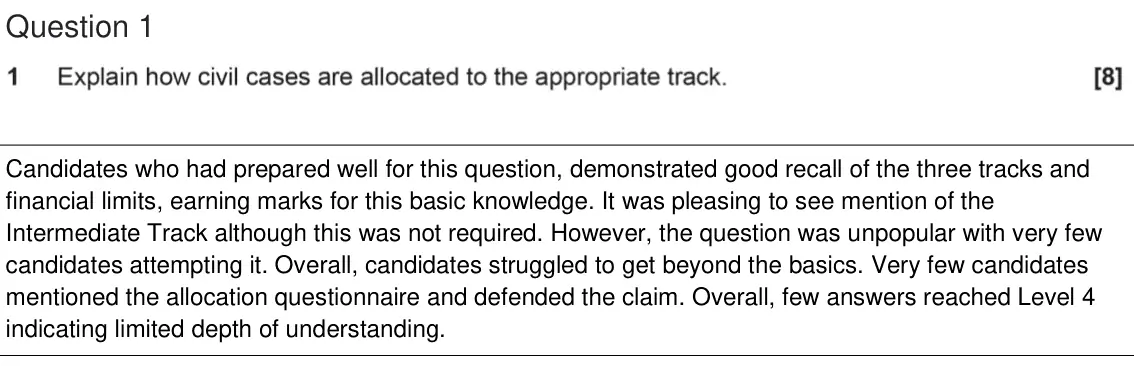 Question 1
1 Explain how civil cases are allocated to the appropriate track. [8]
Candidates who had prepared well for this question, demonstrated good recall of the three tracks and
financial limits, earning marks for this basic knowledge. It was pleasing to see mention of the
Intermediate Track although this was not required. However, the question was unpopular with very few
candidates attempting it. Overall, candidates struggled to get beyond the basics. Very few candidates
mentioned the allocation questionnaire and defended the claim. Overall, few answers reached Level 4
indicating limited depth of understanding.